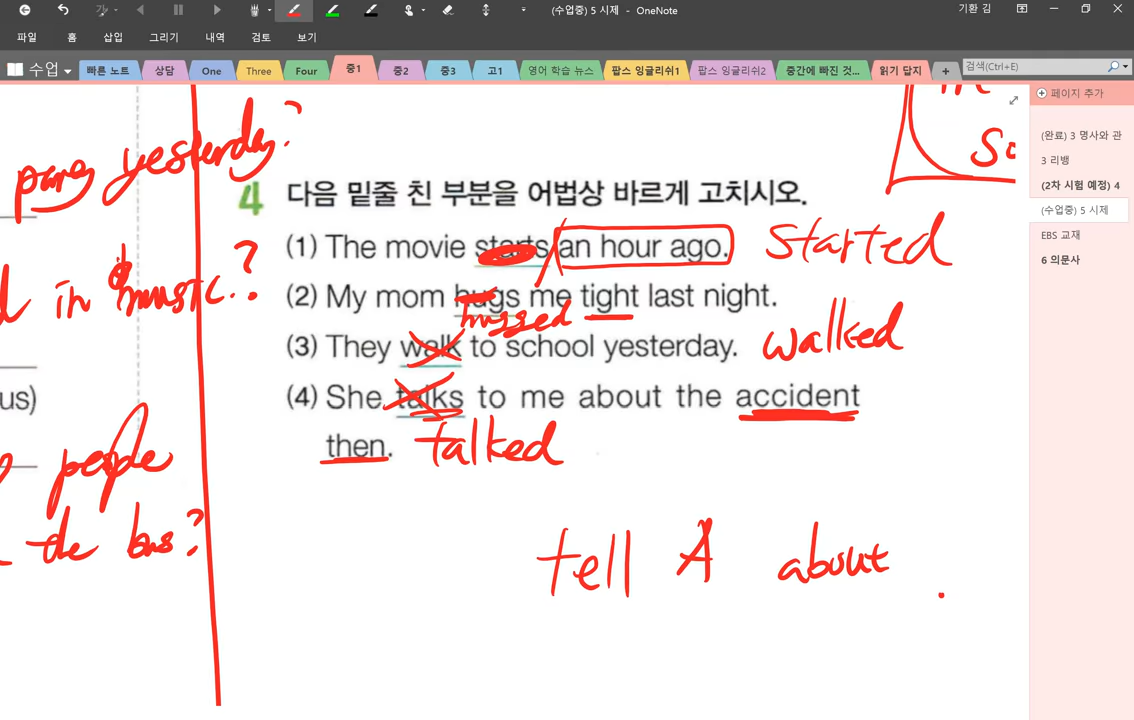 (수업중) 5 시제 - OneNote
기환 김
파일 홈 삽입 그리기 내역 검토 보기
수업 빠른 노트 상담 One Three Four 중1 중2 중3 고1 영어 학습 뉴스 팝스 잉글리쉬1 팝스 잉글리쉬2 중간에 빠진 것... 읽기 답지 + 검색(Ctrl+E)
페이지 추가
(완료) 3 명사와 관
3 리뱅
(2차 시험 예정) 4
(수업중) 5 시제
EBS 교재
6 의문사
yesterday?
in music?
us)
people
the bus?
4 다음 밑줄 친 부분을 어법상 바르게 고치시오.
(1) The movie starts an hour ago. started
(2) My mom hugs me tight last night.
(3) They walk to school yesterday. walked
(4) She talks to me about the accident
then. talked
tell A about